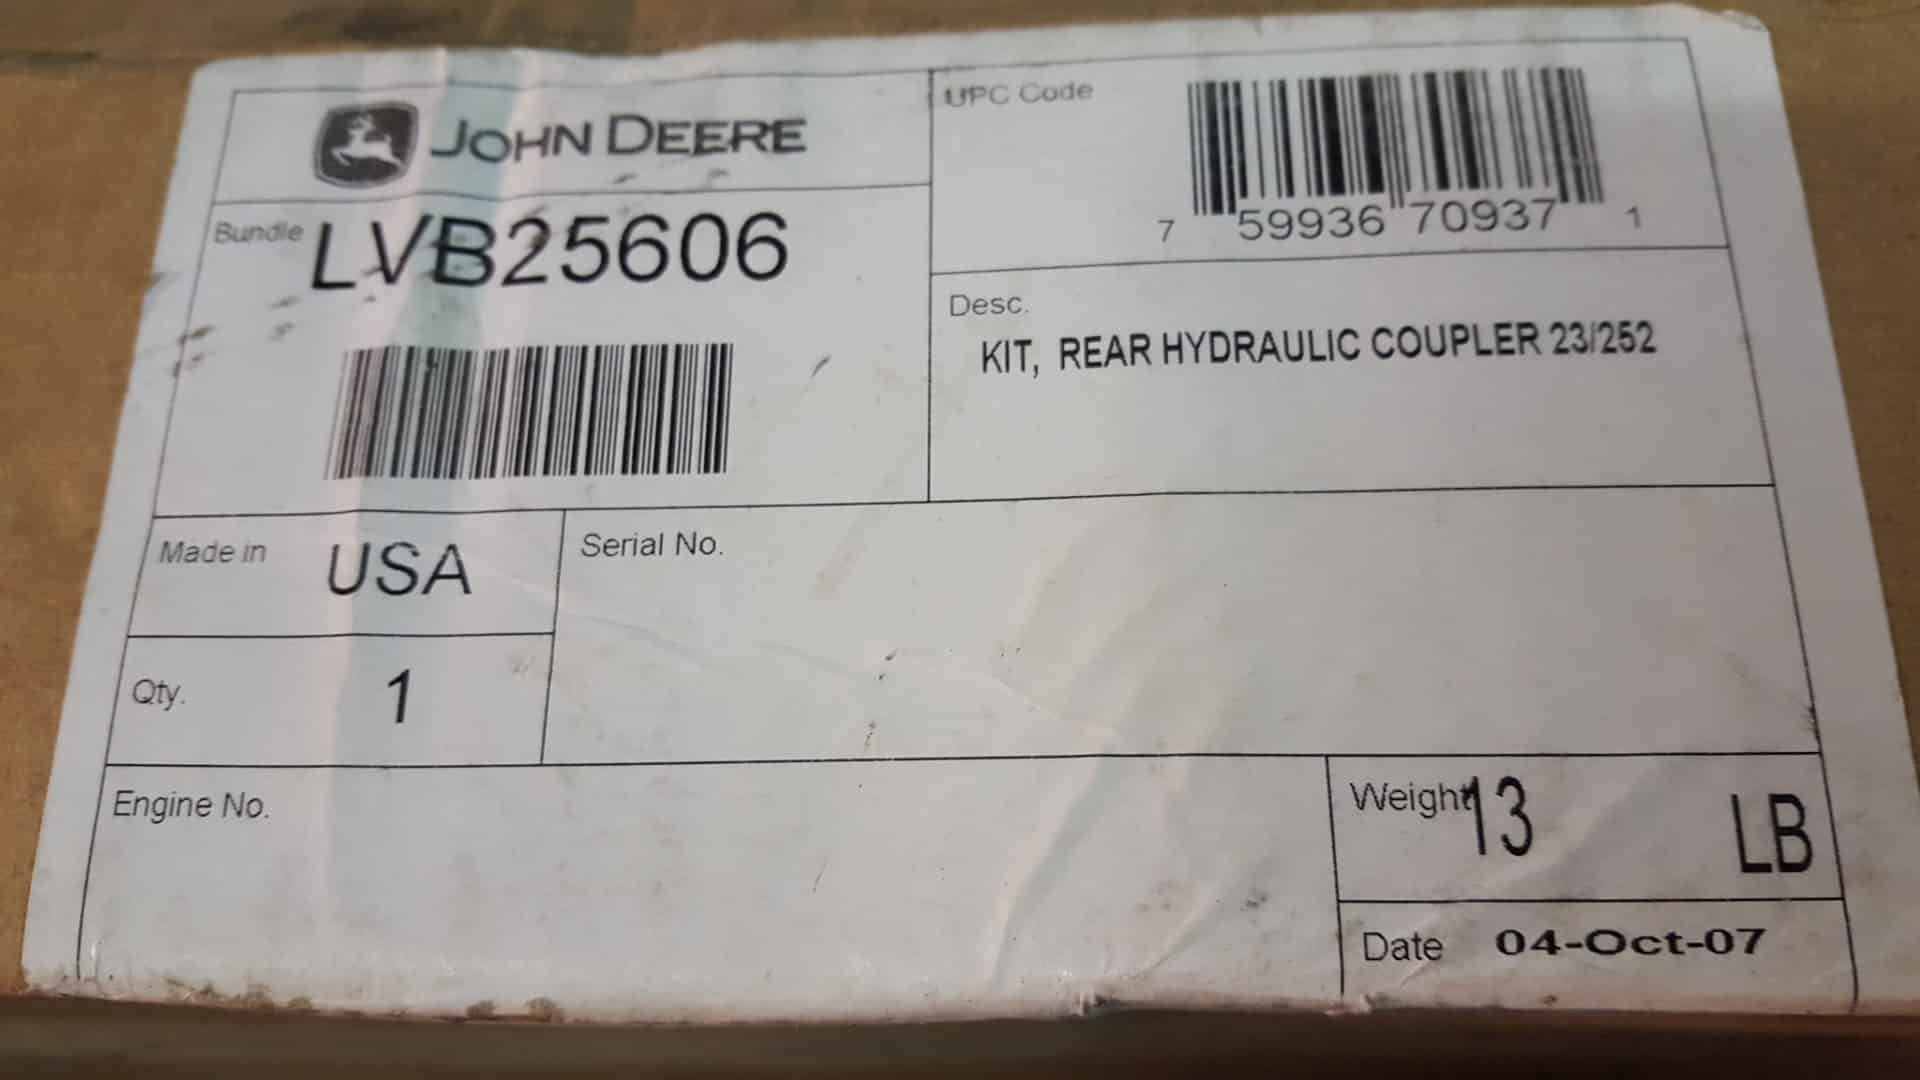 JOHN DEERE
Bundle LVB25606
UPC Code
7 59936 70937 1
Desc.
KIT, REAR HYDRAULIC COUPLER 23/252
Made in USA
Serial No.
Qty. 1
Engine No.
Weight 13 LB
Date 04-Oct-07